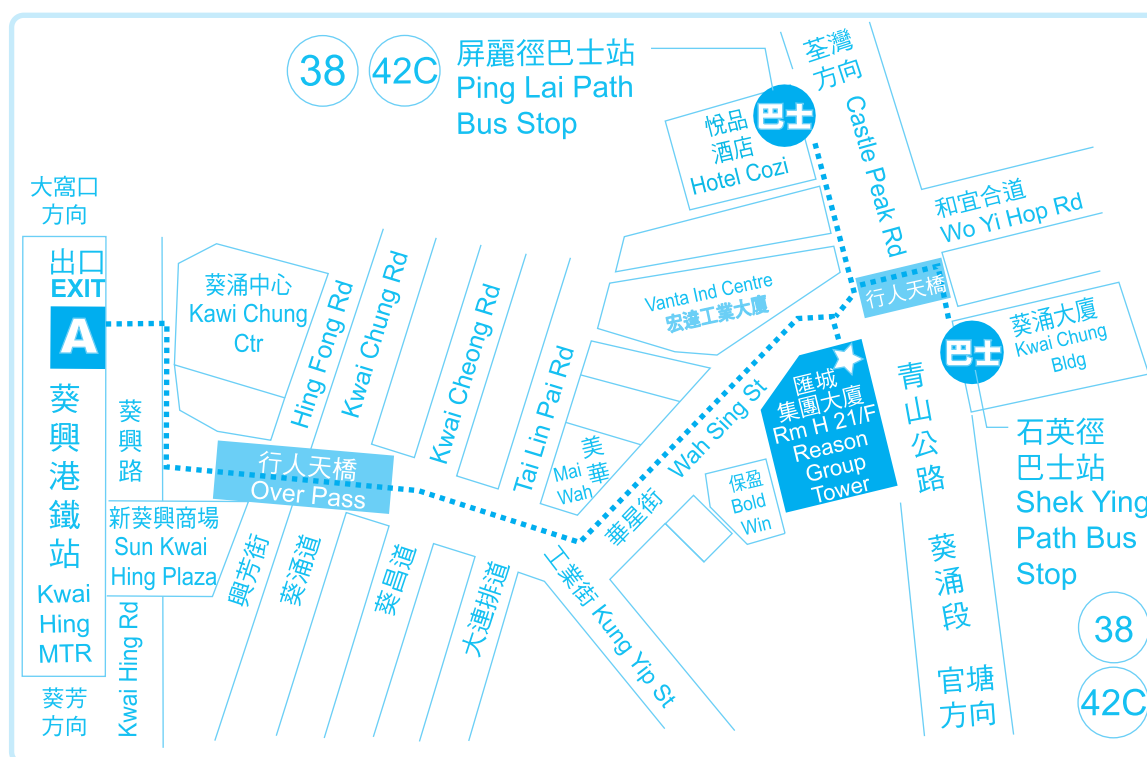 38
42C
屏麗徑巴士站
Ping Lai Path
Bus Stop
荃灣
方向
Castle Peak Rd
巴士
悅品
酒店
Hotel Cozi
和宜合道
Wo Yi Hop Rd
大窩口
方向
出口
EXIT
A
葵興港鐵站
Kwai
Hing
MTR
葵芳
方向
葵興路
Kwai Hing Rd
葵涌中心
Kawi Chung
Ctr
Hing Fong Rd
Kwai Chung Rd
Kwai Cheong Rd
Tai Lin Pai Rd
Vanta Ind Centre
宏達工業大廈
行人天橋
巴士
葵涌大廈
Kwai Chung
Bldg
行人天橋
Over Pass
新葵興商場
Sun Kwai
Hing Plaza
興芳街
葵涌道
葵昌道
大連排道
美華
Mai
Wah
華星街 Wah Sing St
工業街 Kung Yip St
保盈
Bold
Win
匯城
集團大廈
Rm H 21/F
Reason
Group
Tower
青山公路
葵涌段
官塘
方向
石英徑
巴士站
Shek Ying
Path Bus
Stop
38
42C